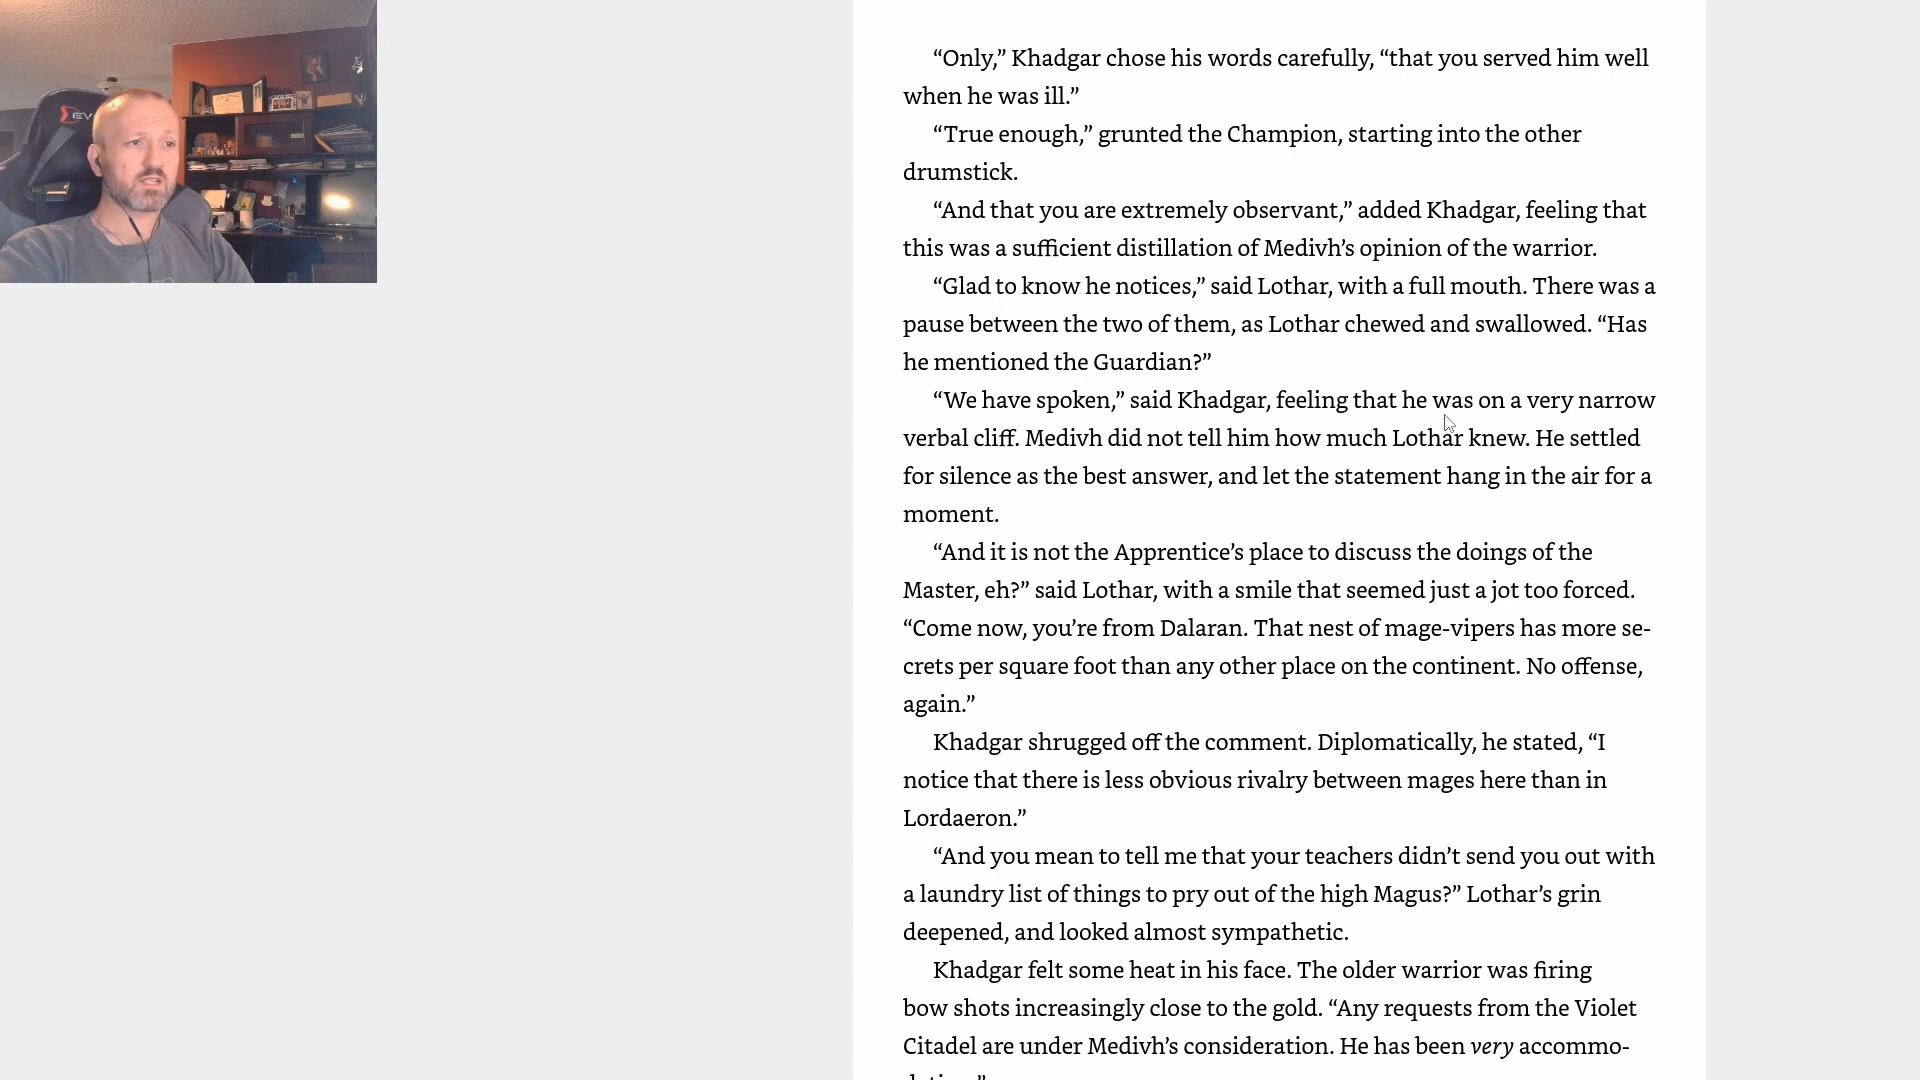 “Only,” Khadgar chose his words carefully, “that you served him well
when he was ill.”
“True enough,” grunted the Champion, starting into the other
drumstick.
“And that you are extremely observant,” added Khadgar, feeling that
this was a sufficient distillation of Medivh’s opinion of the warrior.
“Glad to know he notices,” said Lothar, with a full mouth. There was a
pause between the two of them, as Lothar chewed and swallowed. “Has
he mentioned the Guardian?”
“We have spoken,” said Khadgar, feeling that he was on a very narrow
verbal cliff. Medivh did not tell him how much Lothar knew. He settled
for silence as the best answer, and let the statement hang in the air for a
moment.
“And it is not the Apprentice’s place to discuss the doings of the
Master, eh?” said Lothar, with a smile that seemed just a jot too forced.
“Come now, you’re from Dalaran. That nest of mage-vipers has more se-
crets per square foot than any other place on the continent. No offense,
again.”
Khadgar shrugged off the comment. Diplomatically, he stated, “I
notice that there is less obvious rivalry between mages here than in
Lordaeron.”
“And you mean to tell me that your teachers didn’t send you out with
a laundry list of things to pry out of the high Magus?” Lothar’s grin
deepened, and looked almost sympathetic.
Khadgar felt some heat in his face. The older warrior was firing
bow shots increasingly close to the gold. “Any requests from the Violet
Citadel are under Medivh’s consideration. He has been very accommo-